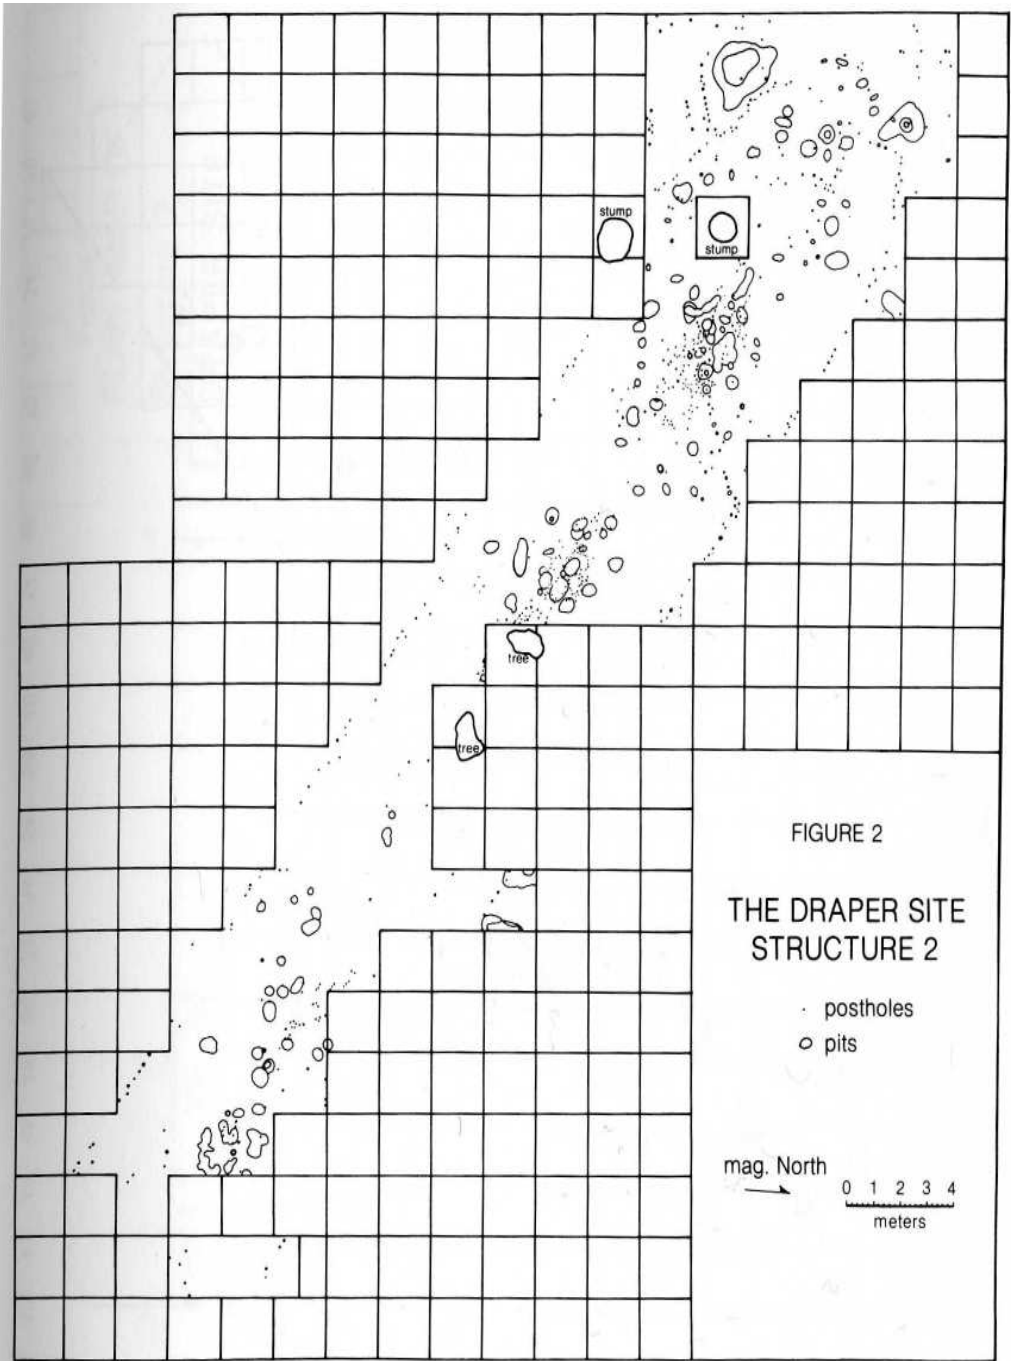 stump
stump
tree
tree
FIGURE 2
THE DRAPER SITE
STRUCTURE 2
postholes
pits
mag. North
0 1 2 3 4
meters